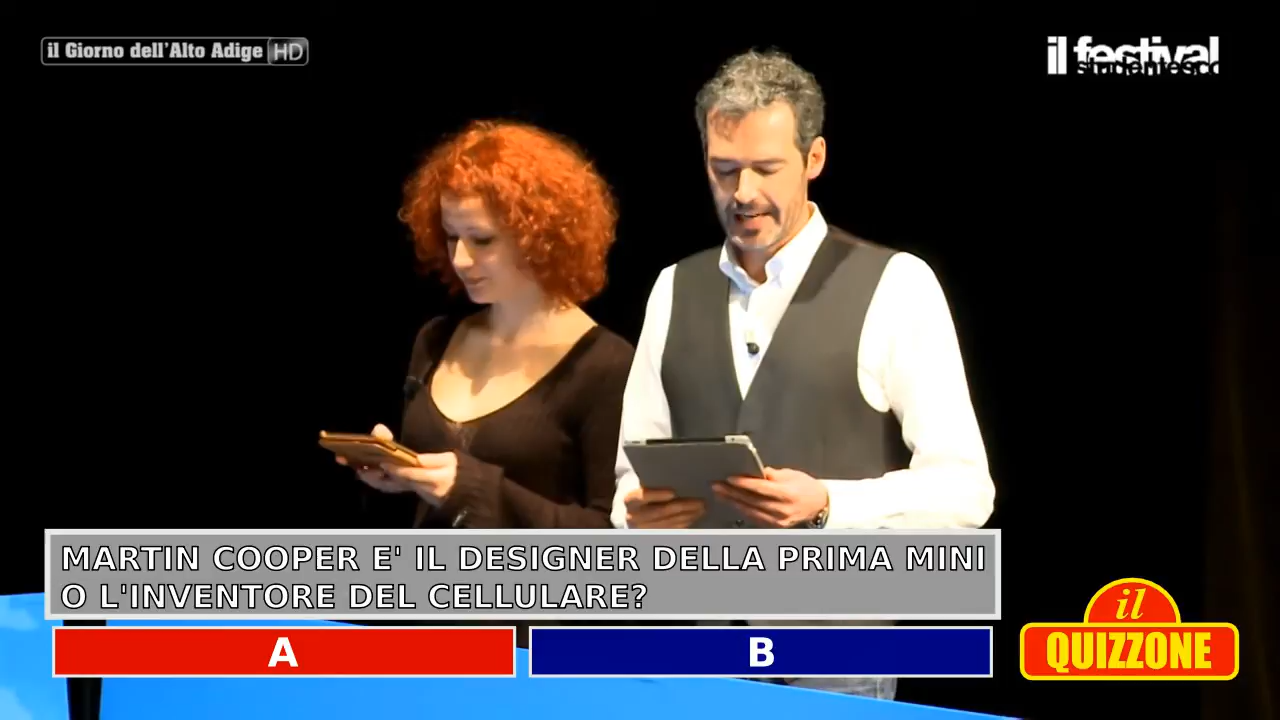 il Giorno dell'Alto Adige HD
il festival
studentesco
MARTIN COOPER E' IL DESIGNER DELLA PRIMA MINI
O L'INVENTORE DEL CELLULARE?
A B
il
QUIZZONE